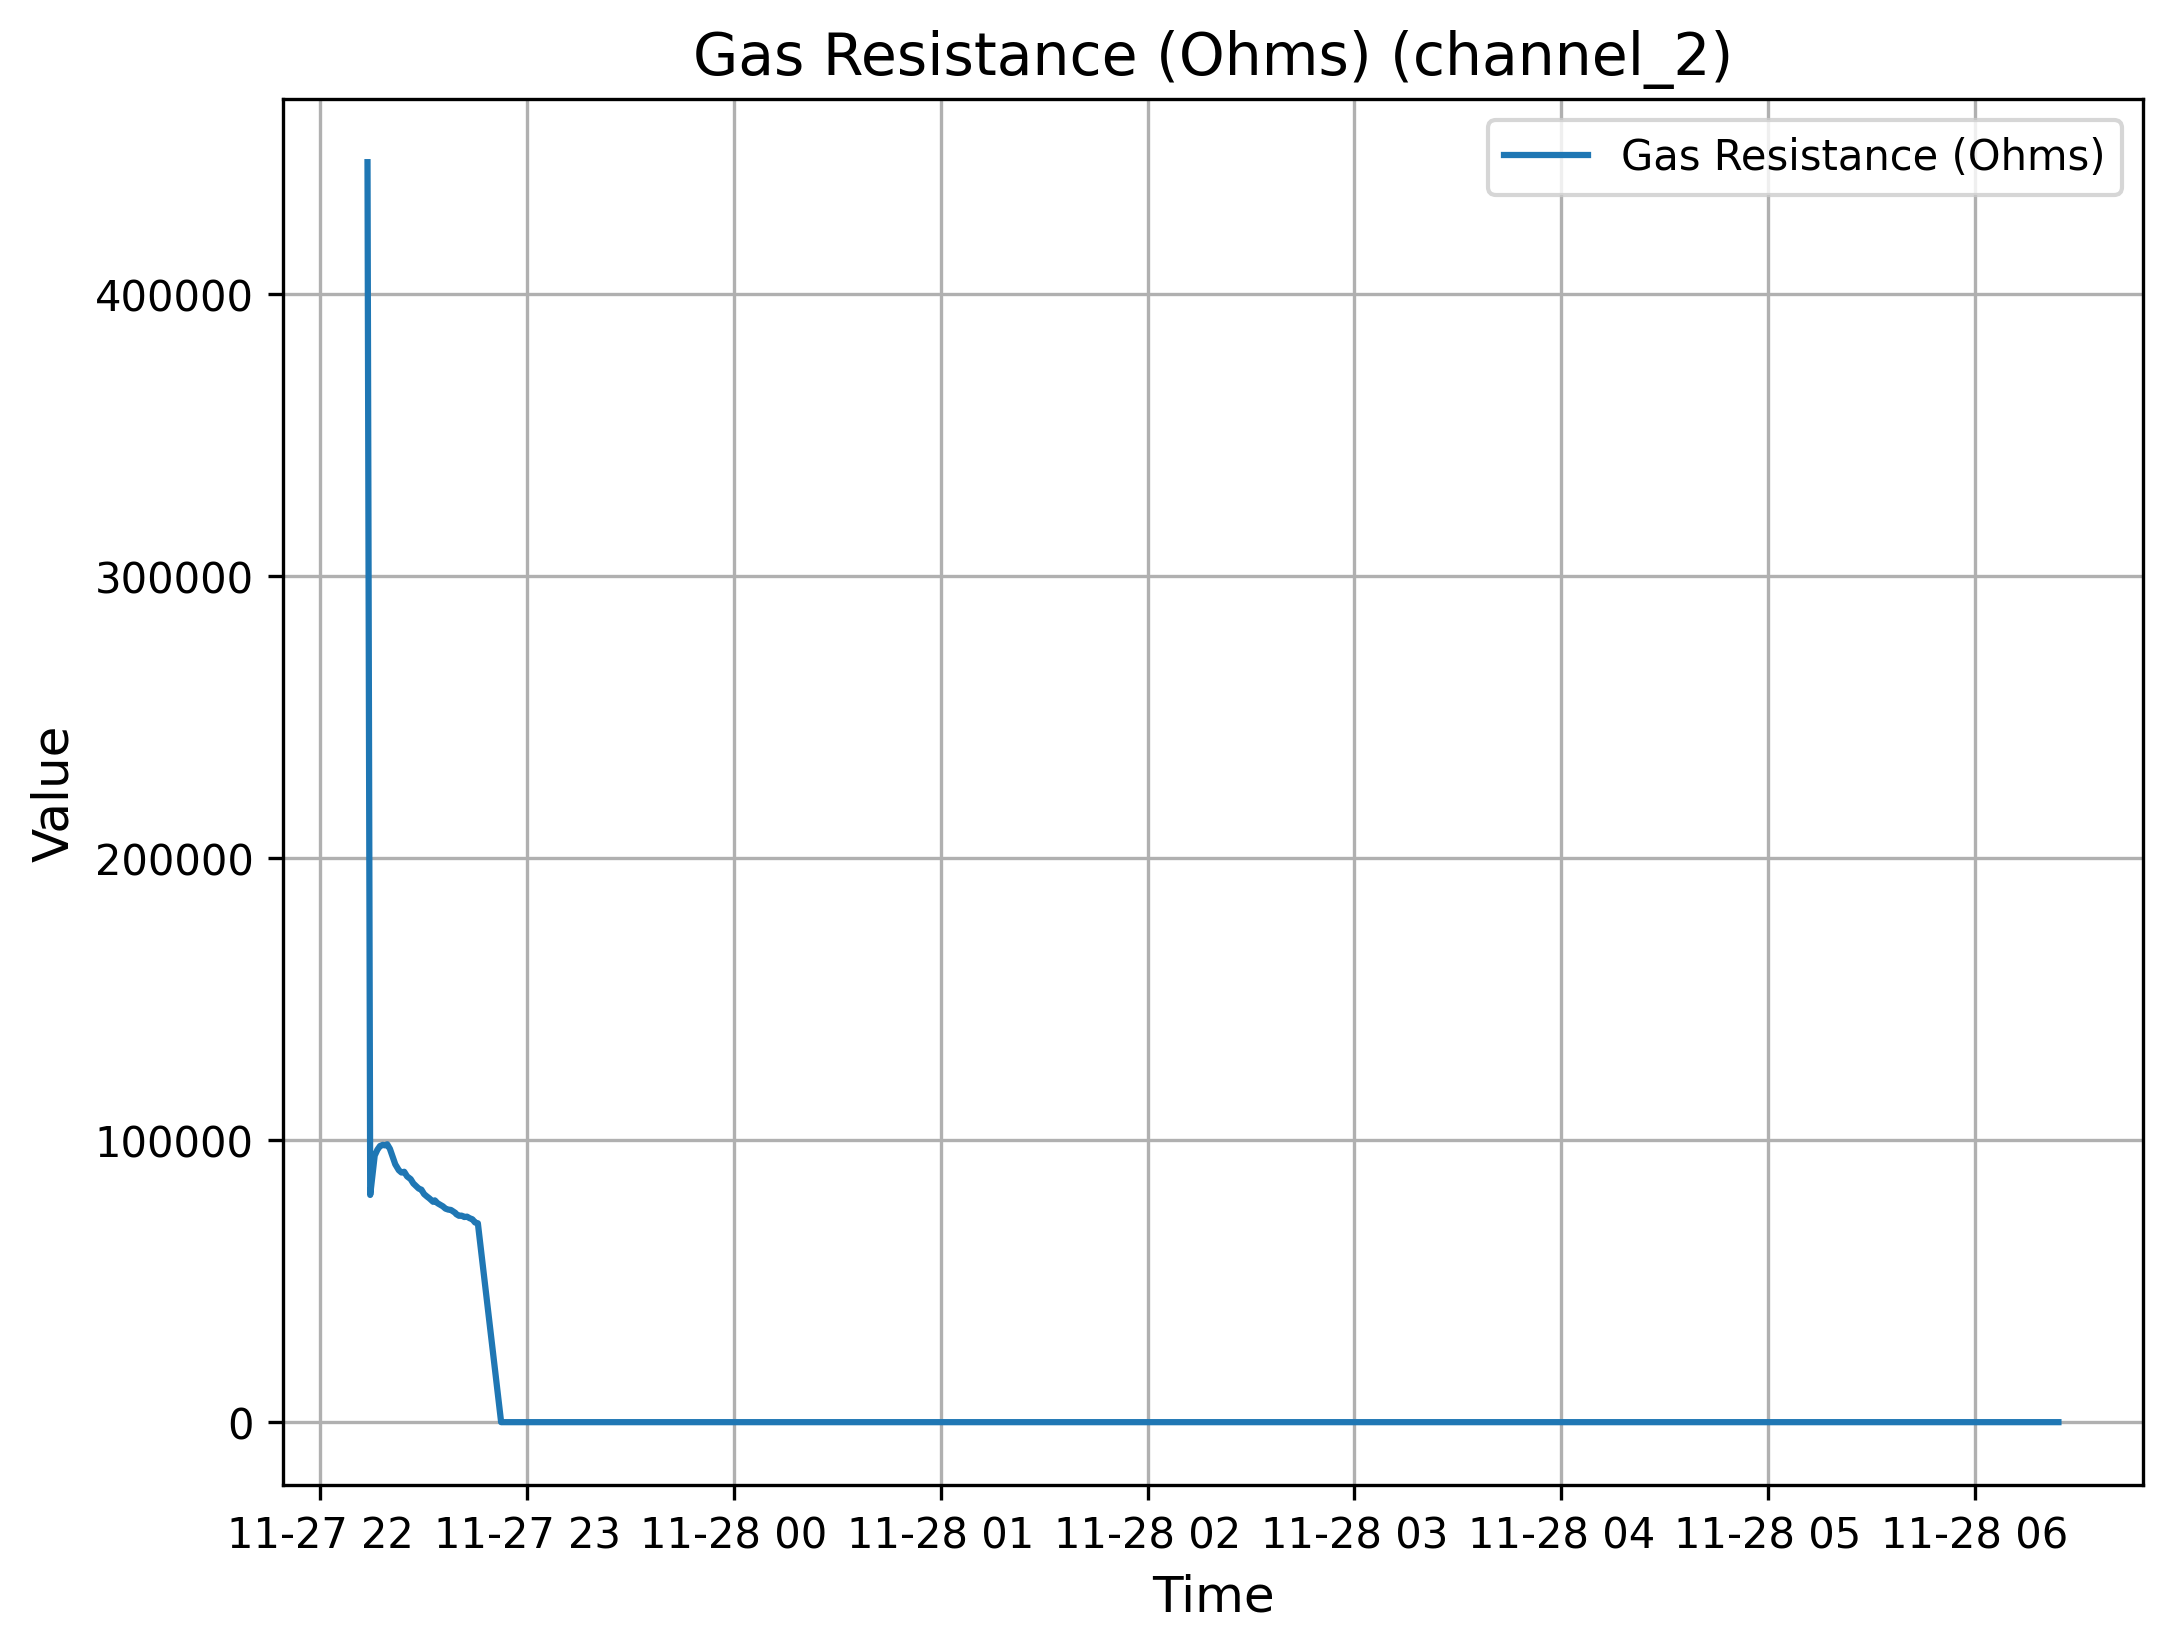 Gas Resistance (Ohms) (channel_2)
Gas Resistance (Ohms)
400000
300000
200000
100000
0
Value
11-27 22 11-27 23 11-28 00 11-28 01 11-28 02 11-28 03 11-28 04 11-28 05 11-28 06
Time